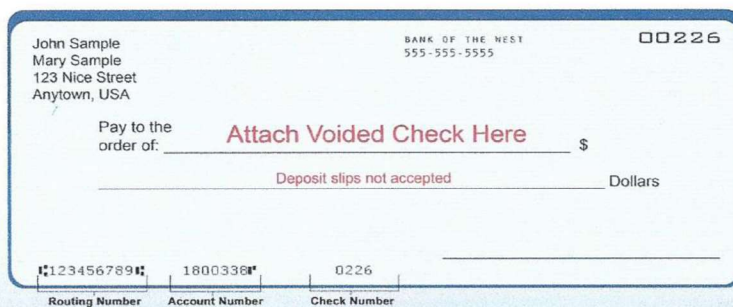 John Sample
Mary Sample
123 Nice Street
Anytown, USA
BANK OF THE WEST
555-555-5555
00226
Pay to the
order of:
Attach Voided Check Here
$
Deposit slips not accepted
Dollars
⑆123456789⑆ 1800338⑈ 0226
Routing Number Account Number Check Number